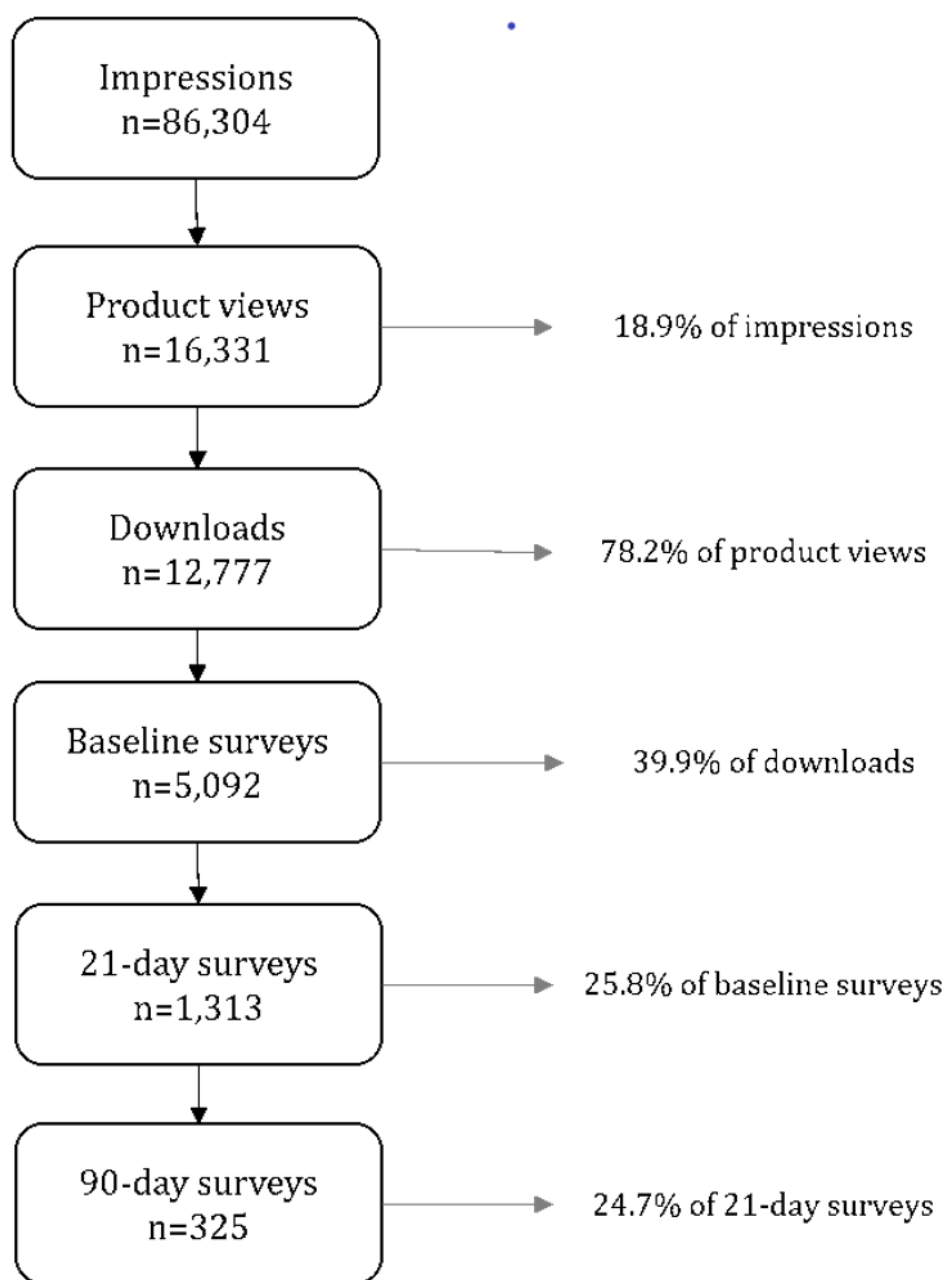 Impressions
n=86,304
Product views
n=16,331
18.9% of impressions
Downloads
n=12,777
78.2% of product views
Baseline surveys
n=5,092
39.9% of downloads
21-day surveys
n=1,313
25.8% of baseline surveys
90-day surveys
n=325
24.7% of 21-day surveys